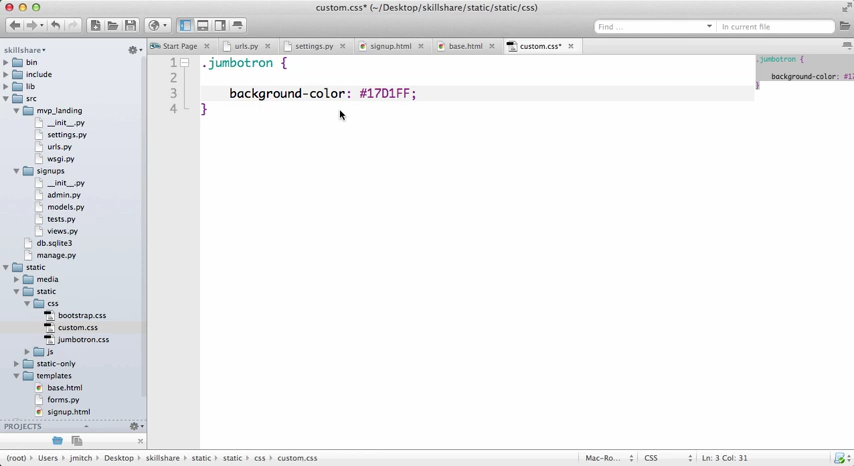 custom.css* (~/Desktop/skillshare/static/static/css)
Find ...
In current file
skillshare
Start Page
urls.py
settings.py
signup.html
base.html
custom.css*
bin
include
lib
src
mvp_landing
__init__.py
settings.py
urls.py
wsgi.py
signups
__init__.py
admin.py
models.py
tests.py
views.py
db.sqlite3
manage.py
static
media
static
css
bootstrap.css
custom.css
jumbotron.css
js
static-only
templates
base.html
forms.py
signup.html
PROJECTS
1 .jumbotron {
2
3 background-color: #17D1FF;
4 }
.jumbotron {
background-color: #17
}
(root) Users jmitch Desktop skillshare static static css custom.css
Mac-Ro... CSS Ln: 3 Col: 31